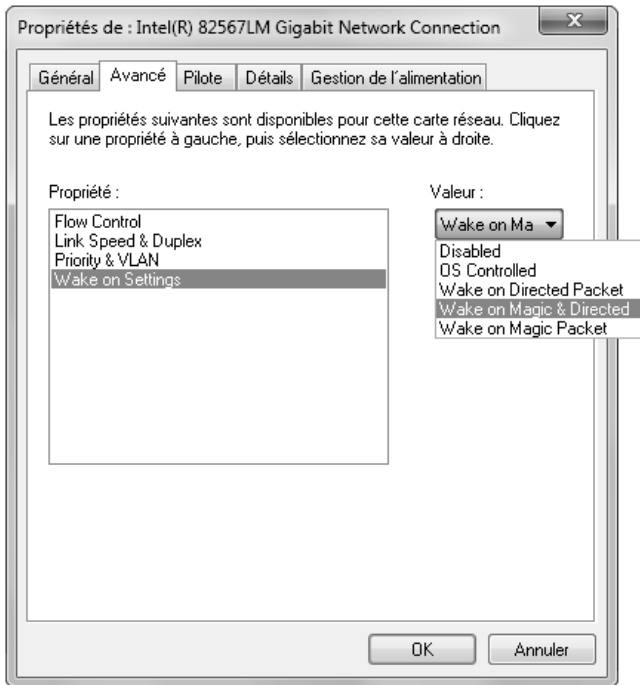 Propriétés de : Intel(R) 82567LM Gigabit Network Connection
x
Général Avancé Pilote Détails Gestion de l'alimentation
Les propriétés suivantes sont disponibles pour cette carte réseau. Cliquez
sur une propriété à gauche, puis sélectionnez sa valeur à droite.
Propriété : Valeur :
Flow Control
Link Speed & Duplex
Priority & VLAN
Wake on Settings
Wake on Ma
Disabled
OS Controlled
Wake on Directed Packet
Wake on Magic & Directed
Wake on Magic Packet
OK Annuler